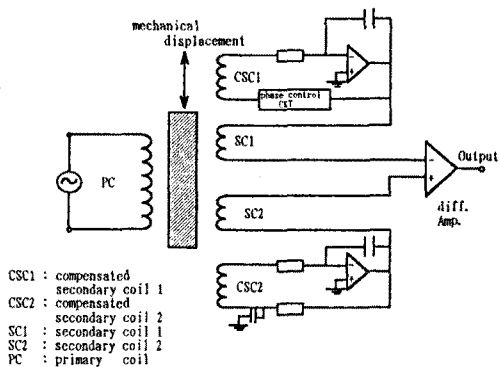 mechanical
displacement
CSC1
phase control
CKT
SC1
PC
Output
diff.
Amp.
SC2
CSC2
CSC1 : compensated
secondary coil 1
CSC2 : compensated
secondary coil 2
SC1 : secondary coil 1
SC2 : secondary coil 2
PC : primary coil